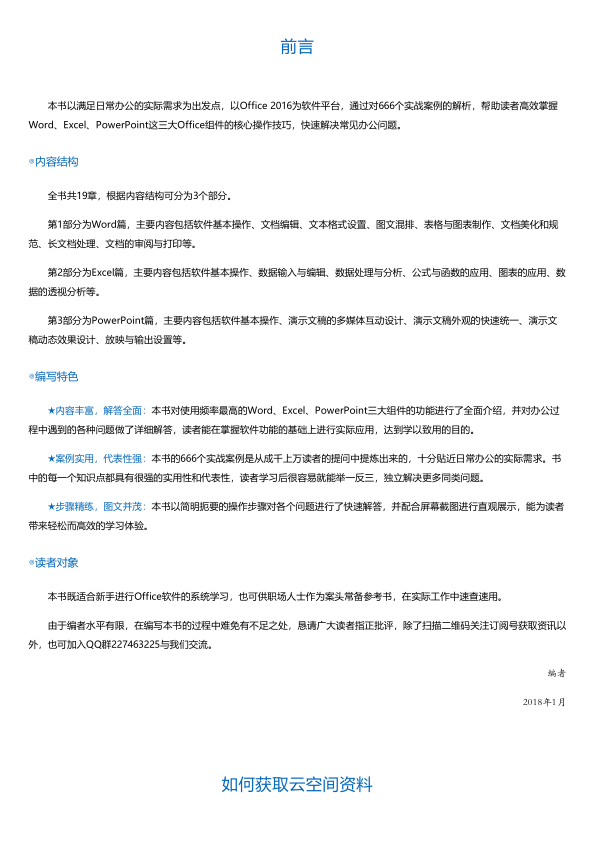 前言
本书以满足日常办公的实际需求为出发点，以Office 2016为软件平台，通过对666个实战案例的解析，帮助读者高效掌握
Word、Excel、PowerPoint这三大Office组件的核心操作技巧，快速解决常见办公问题。
◎内容结构
全书共19章，根据内容结构可分为3个部分。
第1部分为Word篇，主要内容包括软件基本操作、文档编辑、文本格式设置、图文混排、表格与图表制作、文档美化和规
范、长文档处理、文档的审阅与打印等。
第2部分为Excel篇，主要内容包括软件基本操作、数据输入与编辑、数据处理与分析、公式与函数的应用、图表的应用、数
据的透视分析等。
第3部分为PowerPoint篇，主要内容包括软件基本操作、演示文稿的多媒体互动设计、演示文稿外观的快速统一、演示文
稿动态效果设计、放映与输出设置等。
◎编写特色
★内容丰富，解答全面：本书对使用频率最高的Word、Excel、PowerPoint三大组件的功能进行了全面介绍，并对办公过
程中遇到的各种问题做了详细解答，读者能在掌握软件功能的基础上进行实际应用，达到学以致用的目的。
★案例实用，代表性强：本书的666个实战案例是从成千上万读者的提问中提炼出来的，十分贴近日常办公的实际需求。书
中的每一个知识点都具有很强的实用性和代表性，读者学习后很容易就能举一反三，独立解决更多同类问题。
★步骤精练，图文并茂：本书以简明扼要的操作步骤对各个问题进行了快速解答，并配合屏幕截图进行直观展示，能为读者
带来轻松而高效的学习体验。
◎读者对象
本书既适合新手进行Office软件的系统学习，也可供职场人士作为案头常备参考书，在实际工作中速查速用。
由于编者水平有限，在编写本书的过程中难免有不足之处，恳请广大读者指正批评，除了扫描二维码关注订阅号获取资讯以
外，也可加入QQ群227463225与我们交流。
编者
2018年1月
如何获取云空间资料